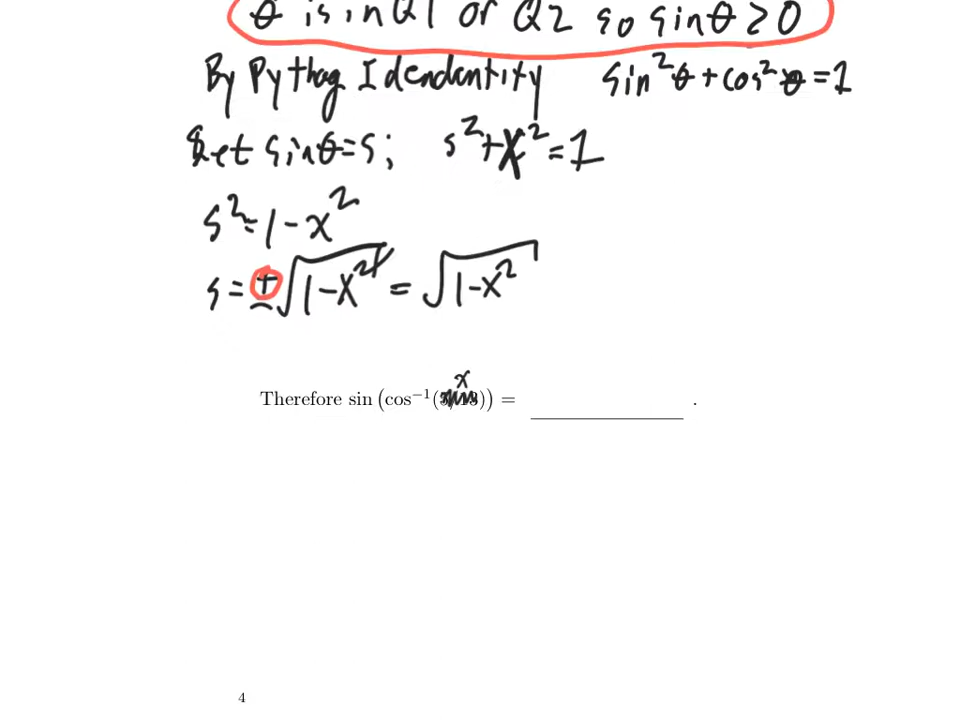 θ is in Q1 or Q2 so sinθ ≥ 0
By Pythag Idendantity sin²θ + cos²θ = 1
Let sinθ = s; s² + x² = 1
s² = 1 - x²
s = ±√(1-x²) = √(1-x²)
x
Therefore sin (cos⁻¹( )) = ________ .
4